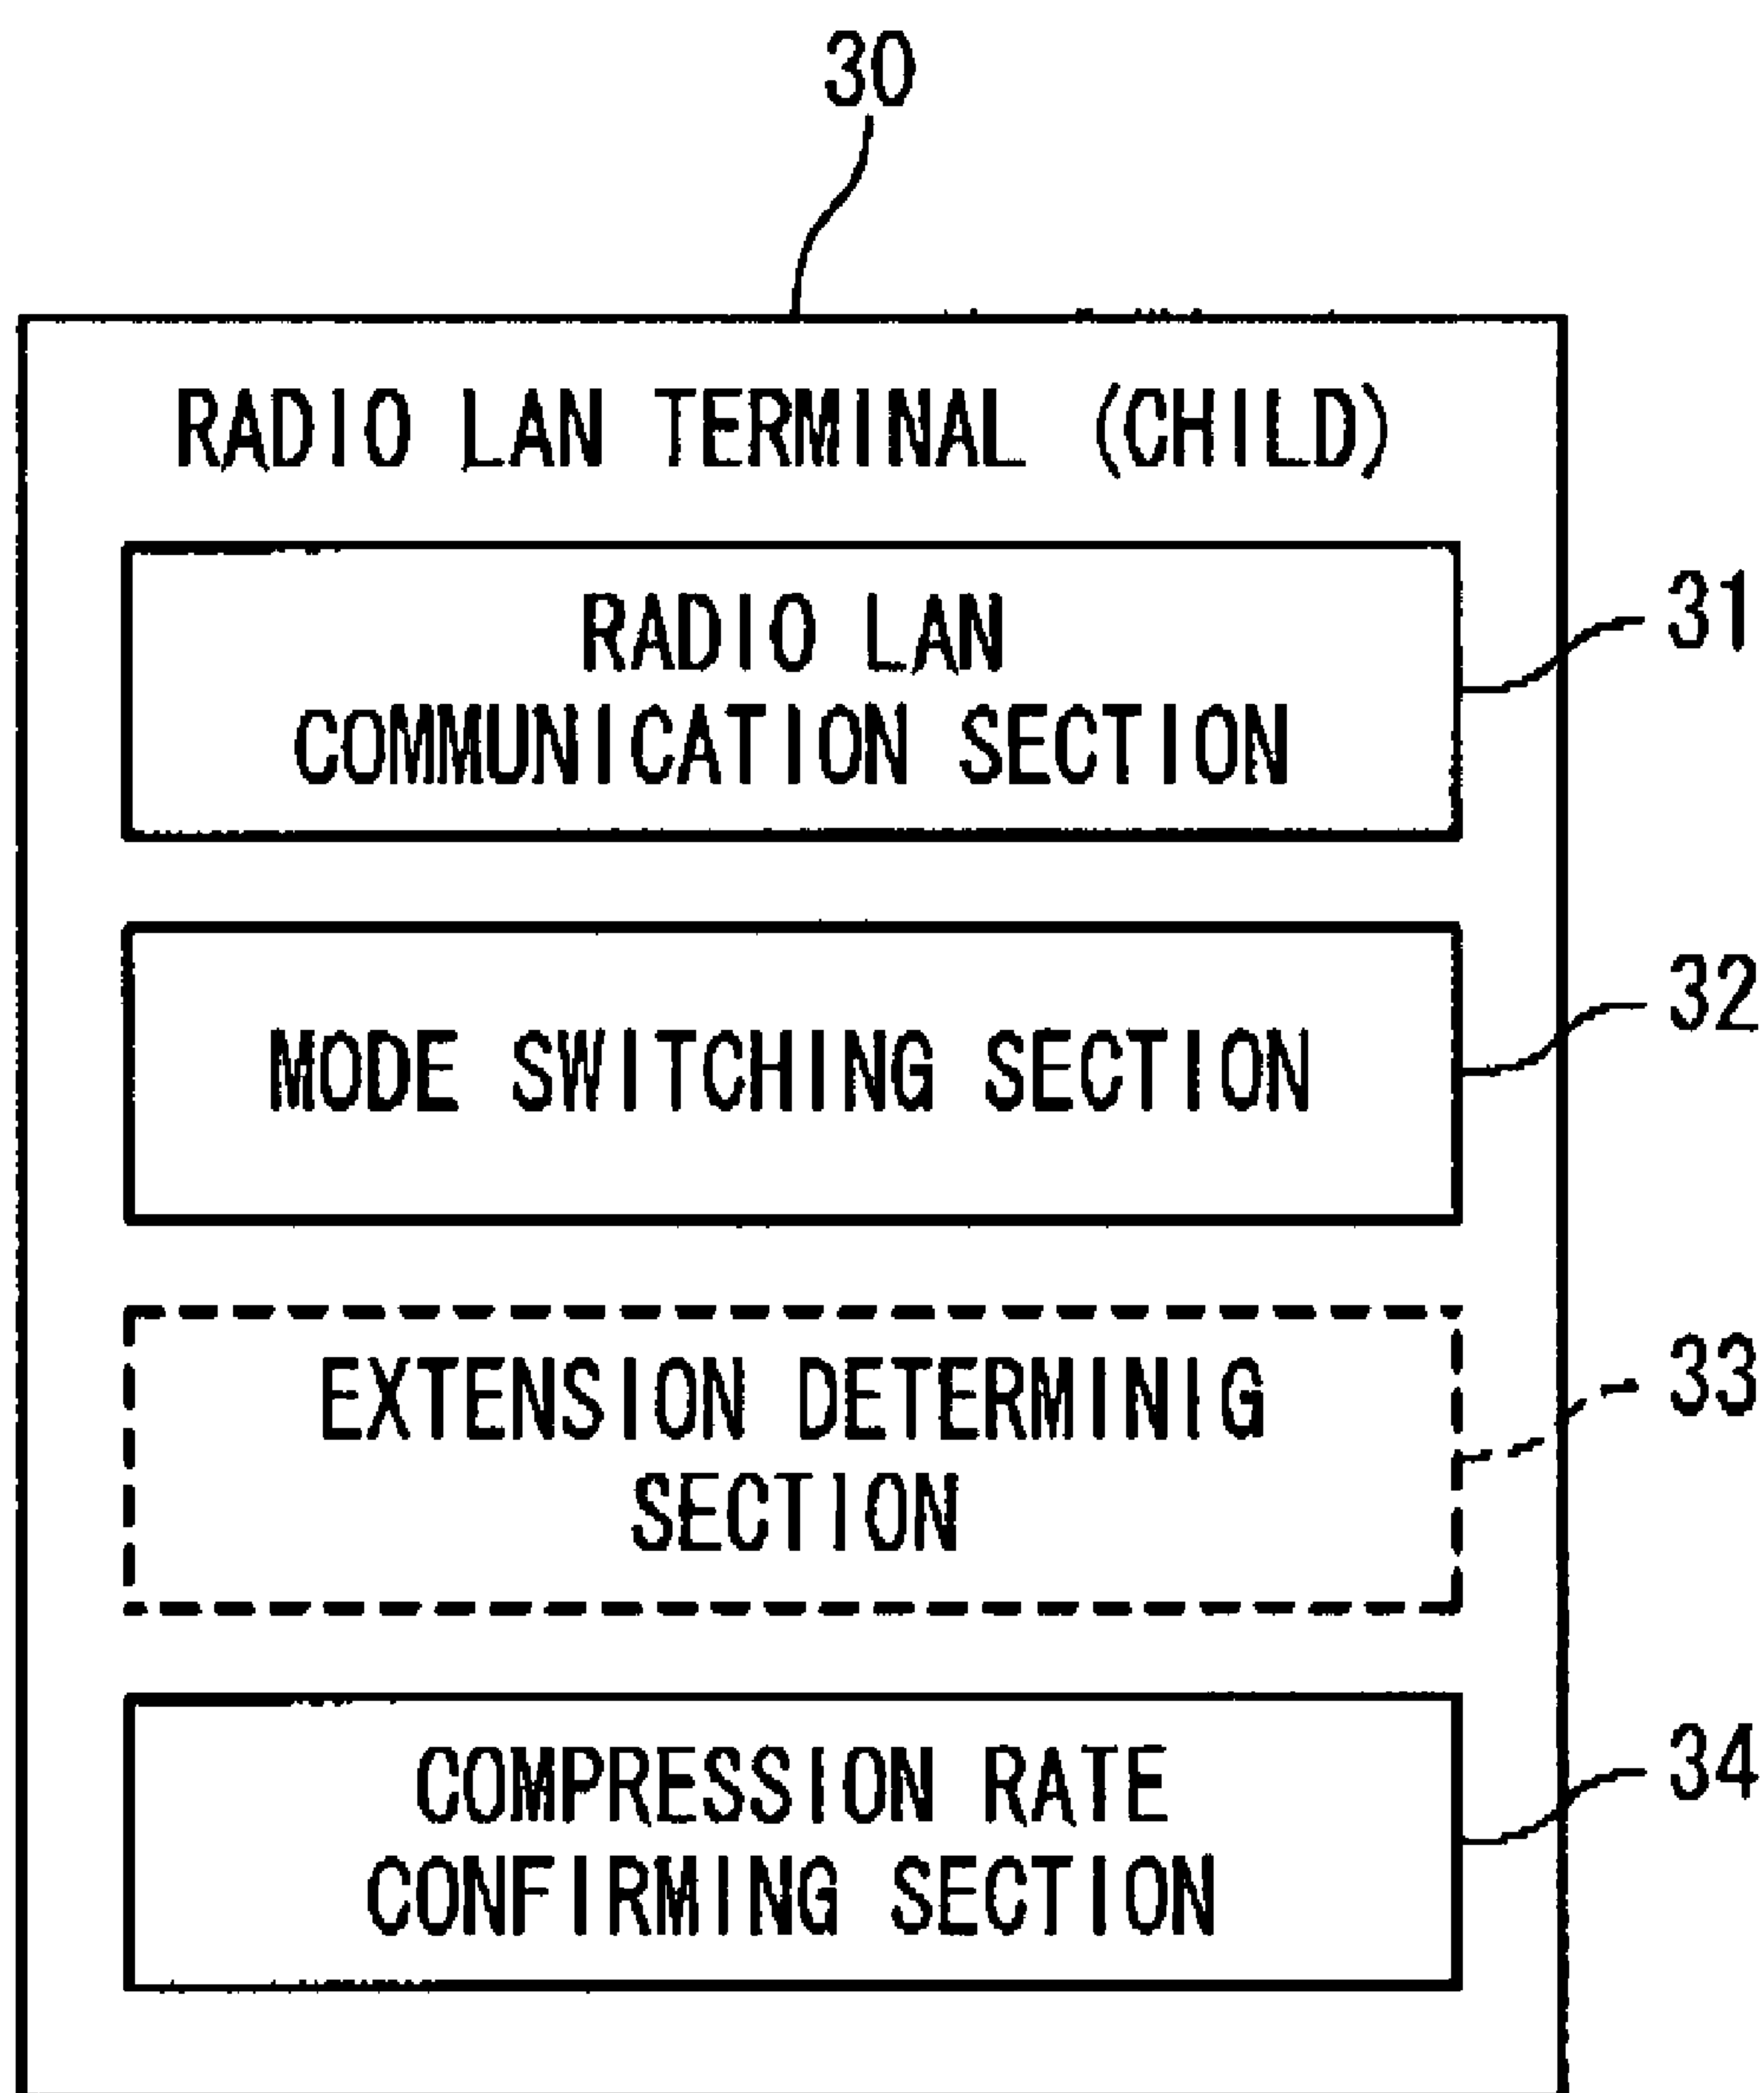 30
RADIO LAN TERMINAL (CHILD)
RADIO LAN
COMMUNICATION SECTION
31
MODE SWITCHING SECTION
32
EXTENSION DETERMINIG
SECTION
33
COMPRESSION RATE
CONFIRMING SECTION
34